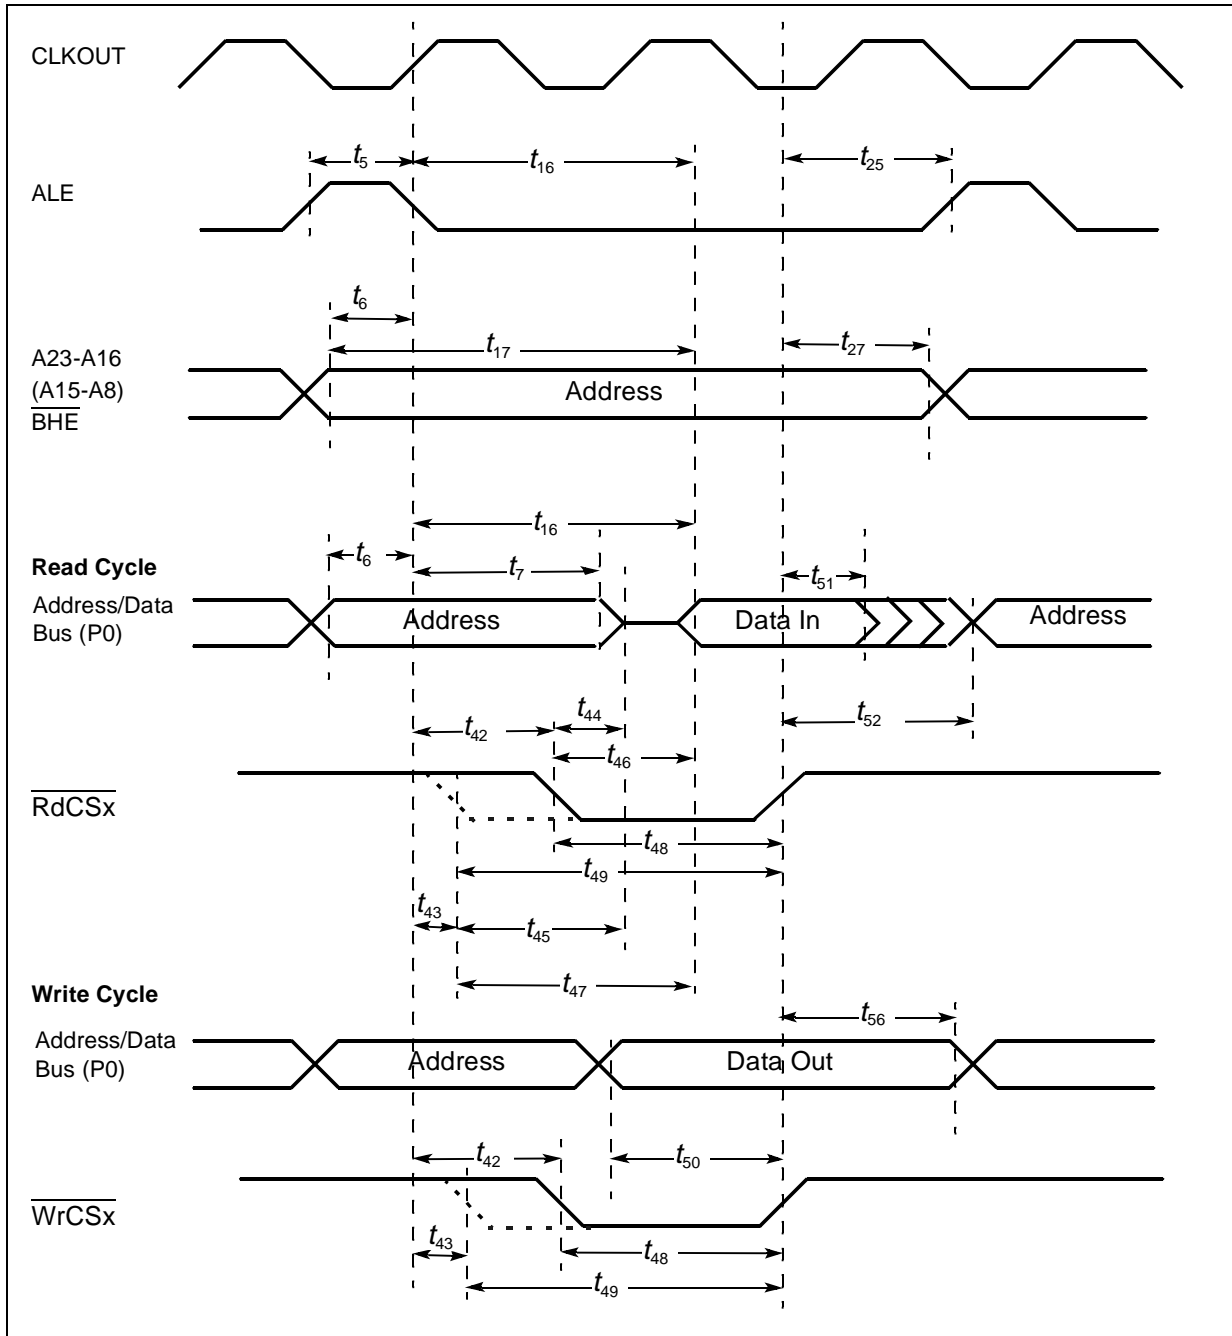 CLKOUT
t5 t16 t25
ALE
t6
t17 t27
A23-A16
(A15-A8)
BHE
Address
t16
t6 t7 t51
Read Cycle
Address/Data
Bus (P0)
Address Data In Address
t42 t44 t52
t46
RdCSx
t48
t49
t43 t45
t47
Write Cycle
t56
Address/Data
Bus (P0)
Address Data Out
t42 t50
WrCSx
t43 t48
t49